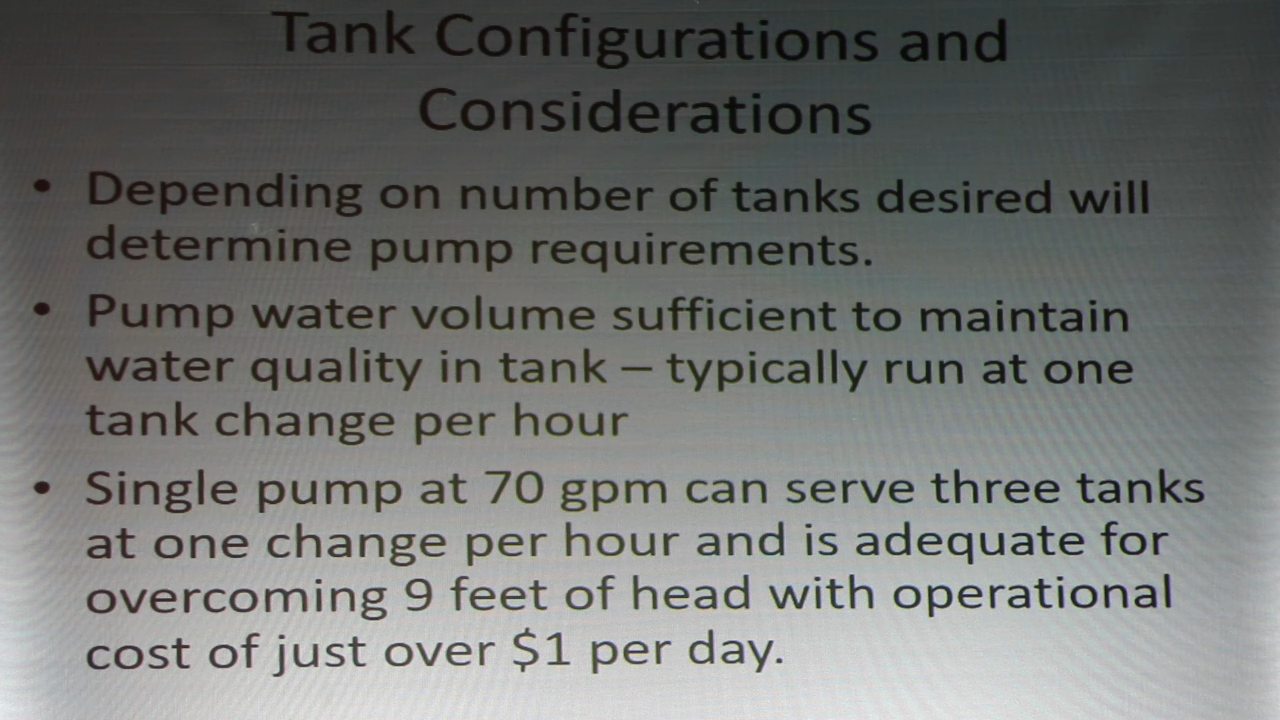 Tank Configurations and
Considerations
• Depending on number of tanks desired will
determine pump requirements.
• Pump water volume sufficient to maintain
water quality in tank – typically run at one
tank change per hour
• Single pump at 70 gpm can serve three tanks
at one change per hour and is adequate for
overcoming 9 feet of head with operational
cost of just over $1 per day.